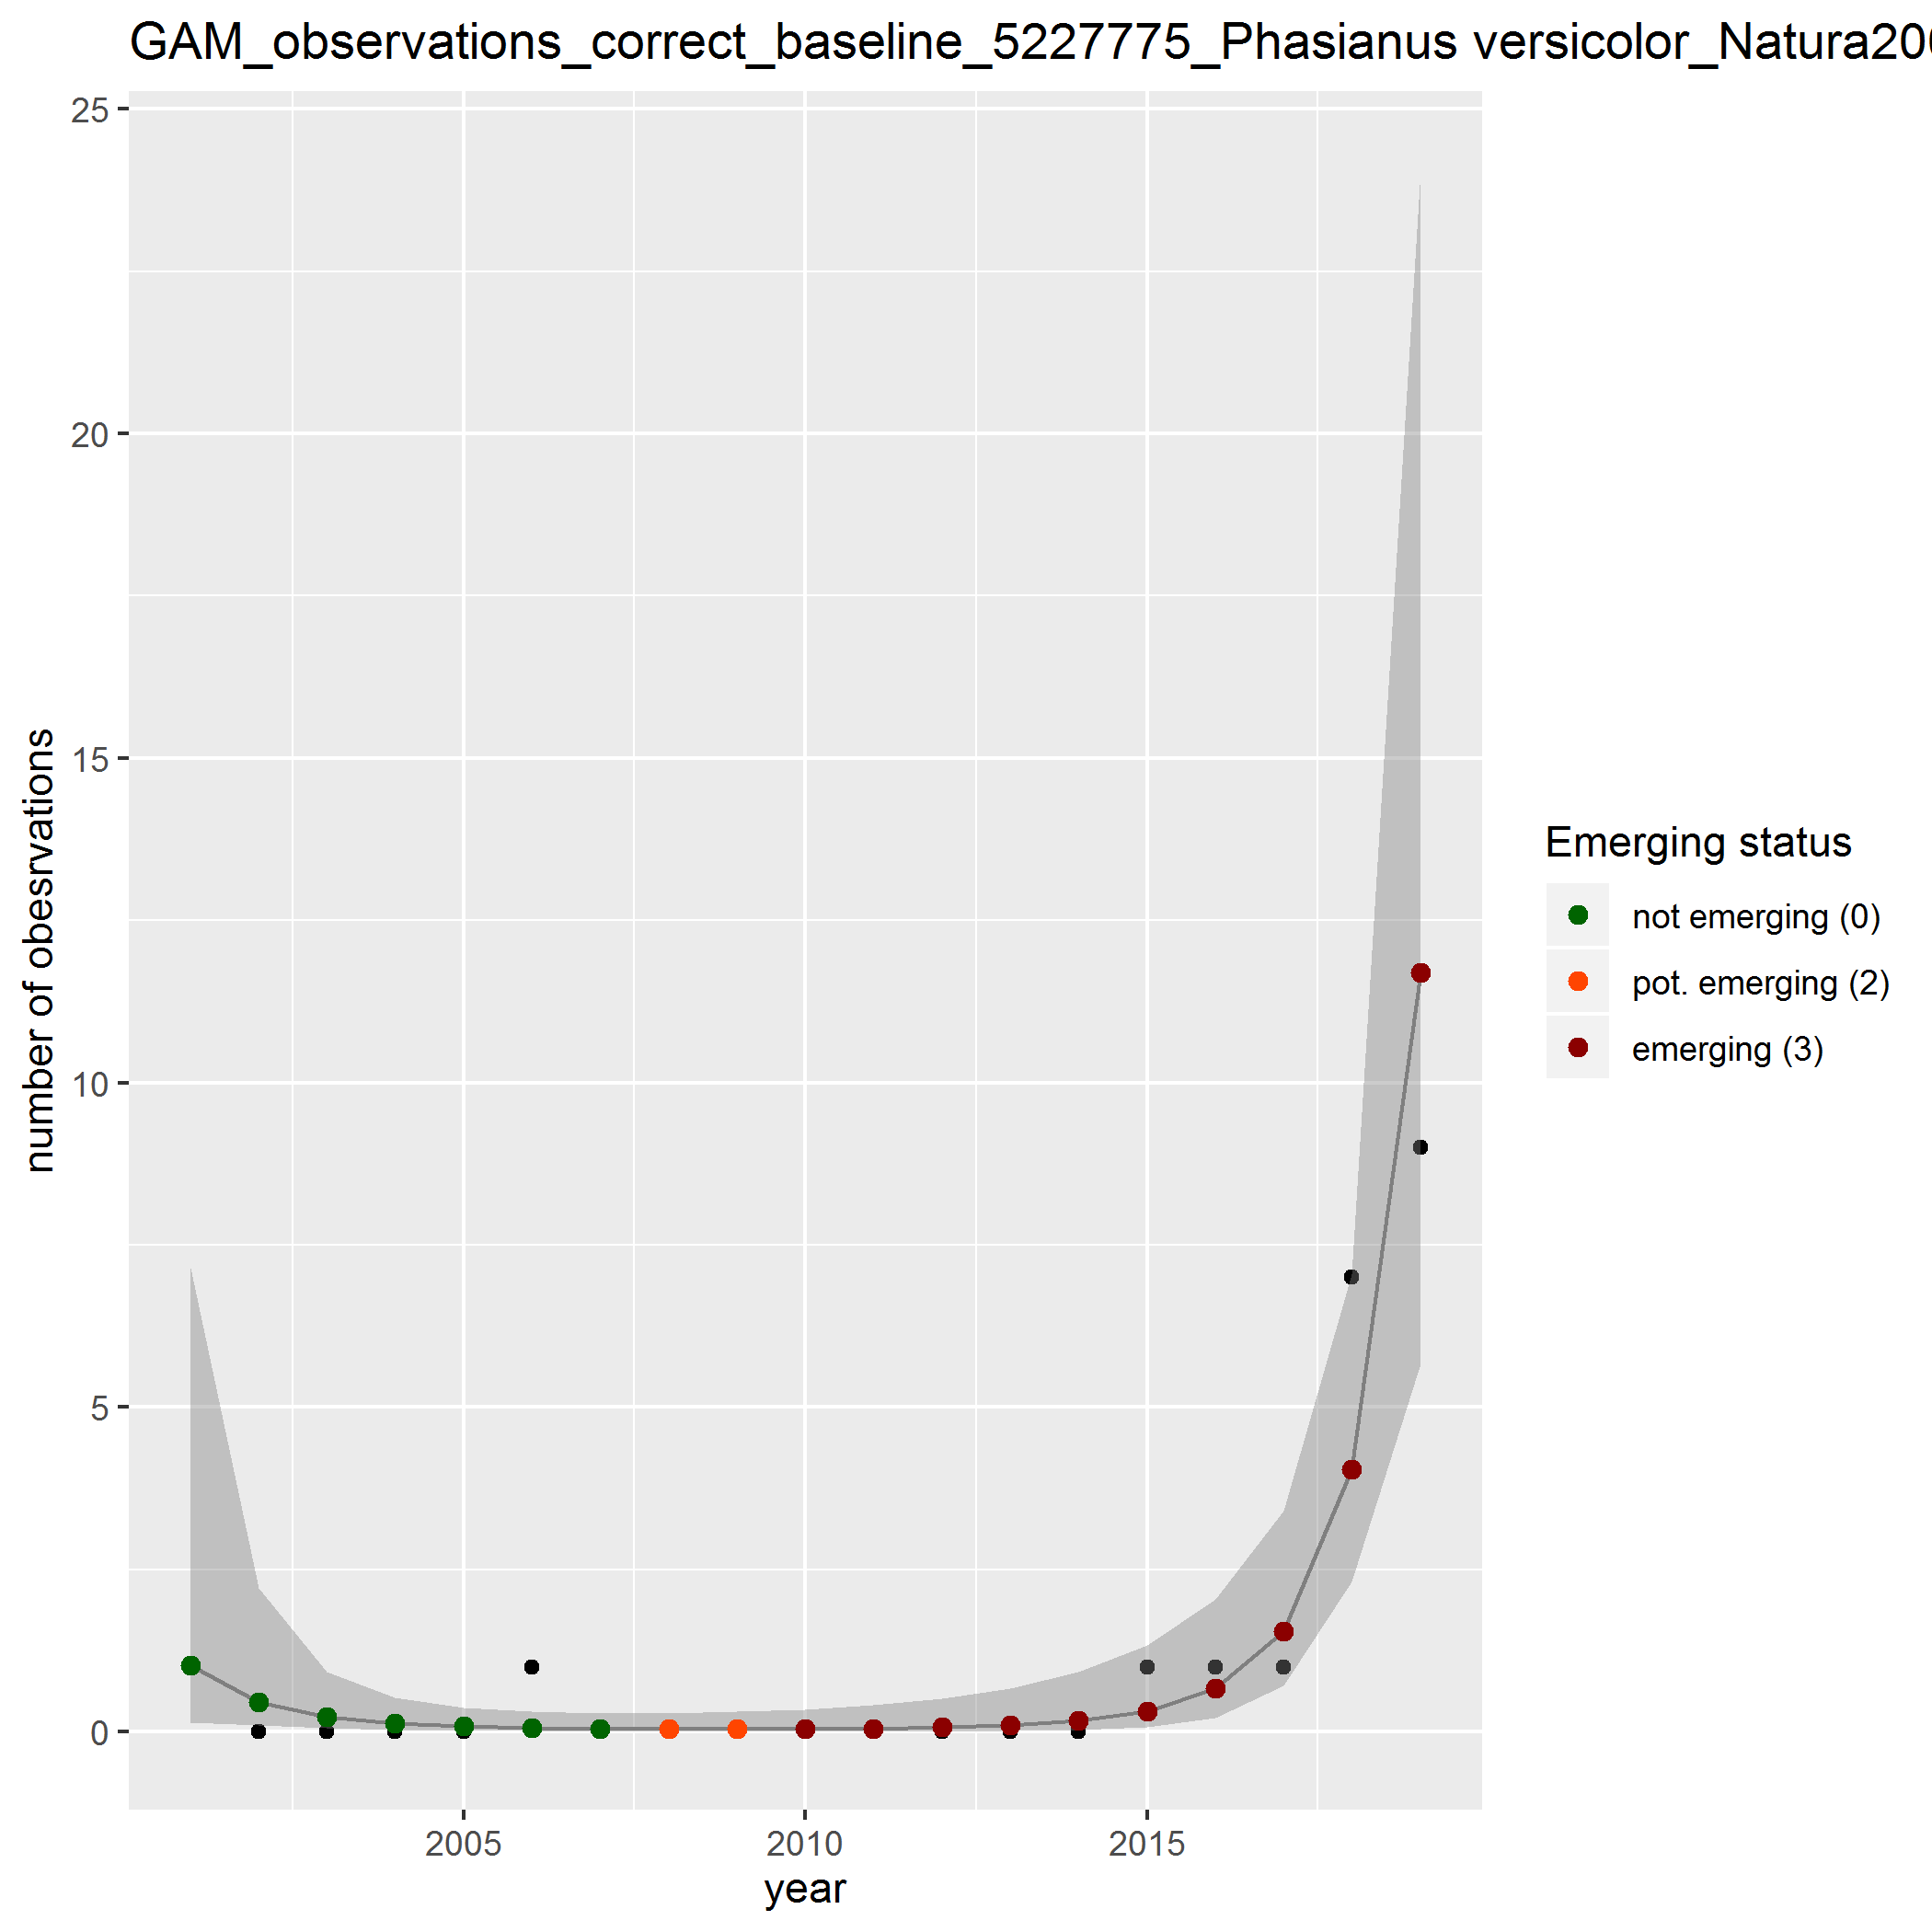 GAM_observations_correct_baseline_5227775_Phasianus versicolor_Natura200
25
20
15
10
5
0
number of obesrvations
2005
2010
2015
year
Emerging status
not emerging (0)
pot. emerging (2)
emerging (3)